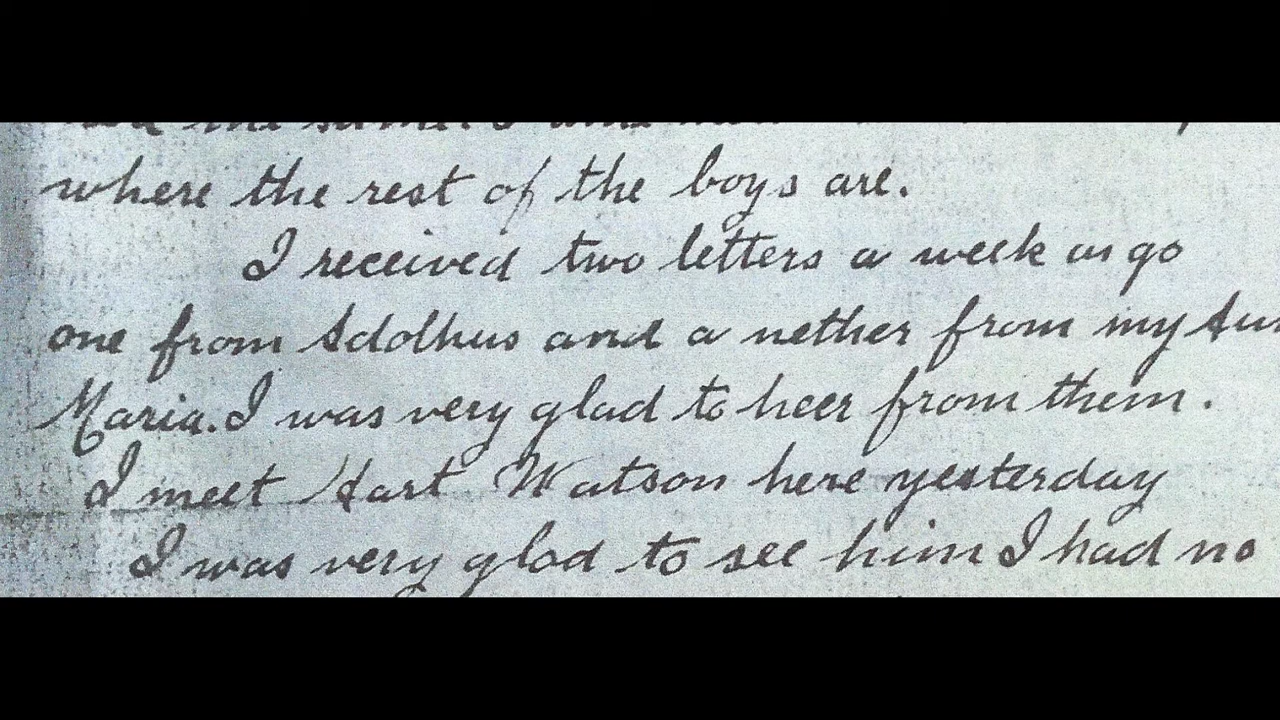 where the rest of the boys are.
I received two letters a week as go
one from Adolhus and a nether from my
Maria. I was very glad to heer from them.
I meet Hart Watson here yesterday
I was very glad to see him I had no